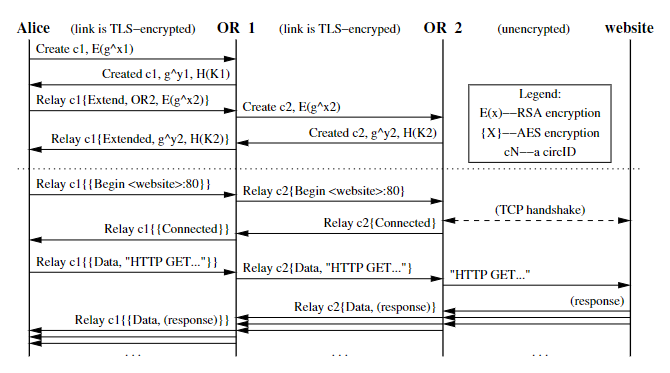 Alice (link is TLS−encrypted) OR 1 (link is TLS−encryped) OR 2 (unencrypted) website
Create c1, E(g^x1)
Created c1, g^y1, H(K1)
Relay c1{Extend, OR2, E(g^x2)}
Create c2, E(g^x2)
Created c2, g^y2, H(K2)
Relay c1{Extended, g^y2, H(K2)}
Legend:
E(x)−−RSA encryption
{X}−−AES encryption
cN−−a circID
Relay c1{{Begin <website>:80}}
Relay c2{Begin <website>:80}
(TCP handshake)
Relay c2{Connected}
Relay c1{{Connected}}
Relay c1{{Data, "HTTP GET..."}}
Relay c2{Data, "HTTP GET..."}
"HTTP GET..."
(response)
Relay c2{Data, (response)}
Relay c1{{Data, (response)}}
. . . . . . . . .